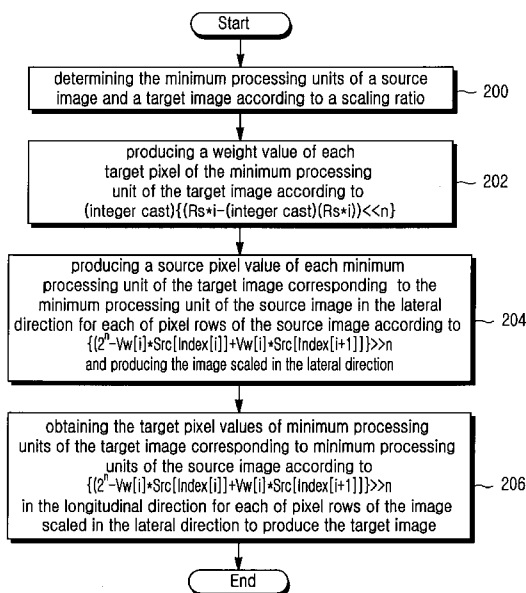 Start
determining the minimum processing units of a source
image and a target image according to a scaling ratio
200
producing a weight value of each
target pixel of the minimum processing
unit of the target image according to
(integer cast){(Rs*i-(integer cast)(Rs*i))<<n}
202
producing a source pixel value of each minimum
processing unit of the target image corresponding to the
minimum processing unit of the source image in the lateral
direction for each of pixel rows of the source image according to
{(2^n-Vw[i]*Src[Index[i]]+Vw[i]*Src[Index[i+1]]}>>n
and producing the image scaled in the lateral direction
204
obtaining the target pixel values of minimum processing
units of the target image corresponding to minimum processing
units of the source image according to
{(2^n-Vw[i]*Src[Index[i]]+Vw[i]*Src[Index[i+1]]}>>n
in the longitudinal direction for each of pixel rows of the image
scaled in the lateral direction to produce the target image
206
End